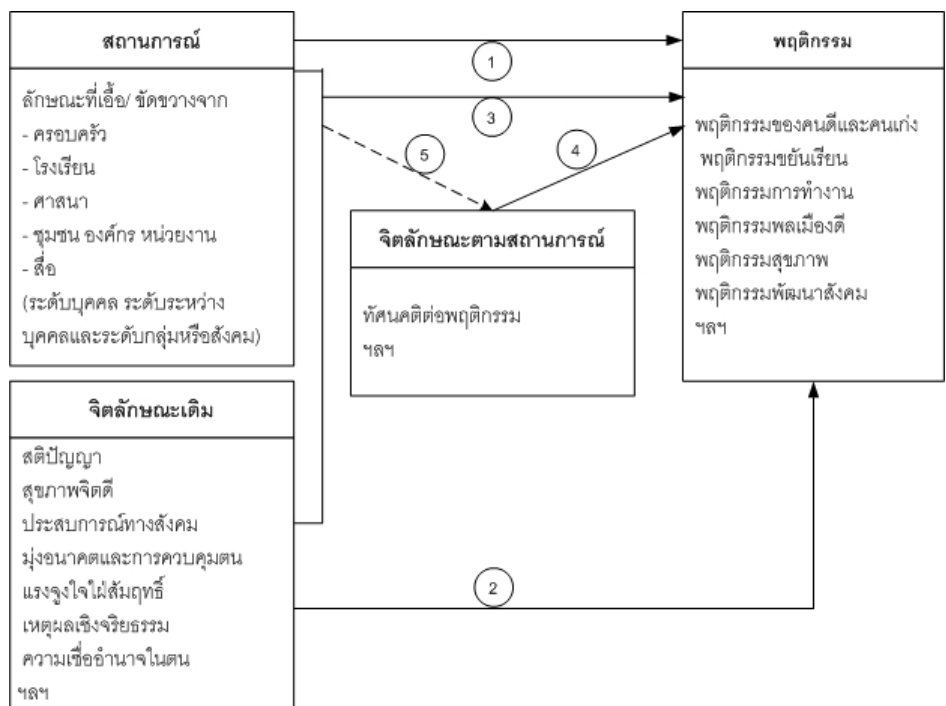 สถานการณ์
ลักษณะที่เอื้อ/ ขัดขวางจาก
- ครอบครัว
- โรงเรียน
- ศาสนา
- ชุมชน องค์กร หน่วยงาน
- สื่อ
(ระดับบุคคล ระดับระหว่าง
บุคคลและระดับกลุ่มหรือสังคม)
จิตลักษณะเดิม
สติปัญญา
สุขภาพจิตดี
ประสบการณ์ทางสังคม
มุ่งอนาคตและการควบคุมตน
แรงจูงใจใฝ่สัมฤทธิ์
เหตุผลเชิงจริยธรรม
ความเชื่ออำนาจในตน
ฯลฯ
1
3
5
4
2
จิตลักษณะตามสถานการณ์
ทัศนคติต่อพฤติกรรม
ฯลฯ
พฤติกรรม
พฤติกรรมของคนดีและคนเก่ง
พฤติกรรมขยันเรียน
พฤติกรรมการทำงาน
พฤติกรรมพลเมืองดี
พฤติกรรมสุขภาพ
พฤติกรรมพัฒนาสังคม
ฯลฯ